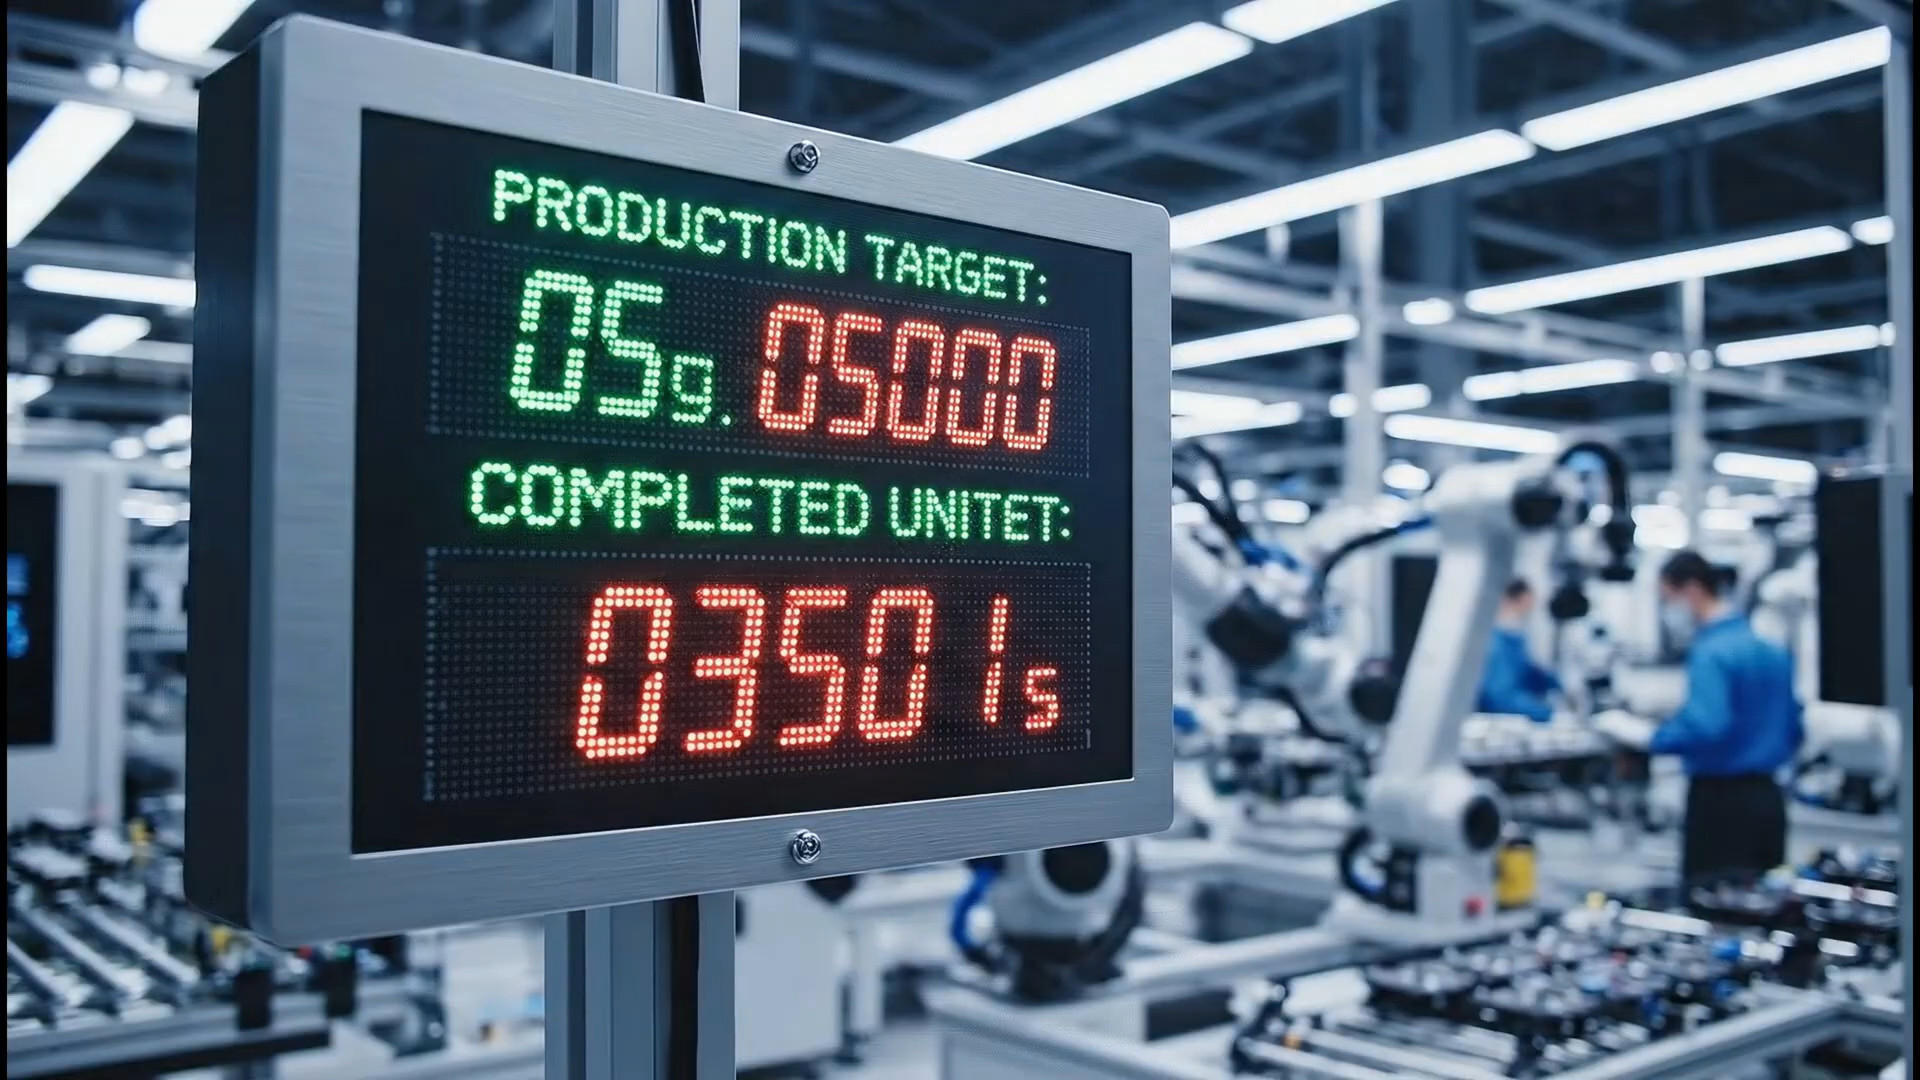 PRODUCTION TARGET:
05g. 05000
COMPLETED UNITET:
03501s